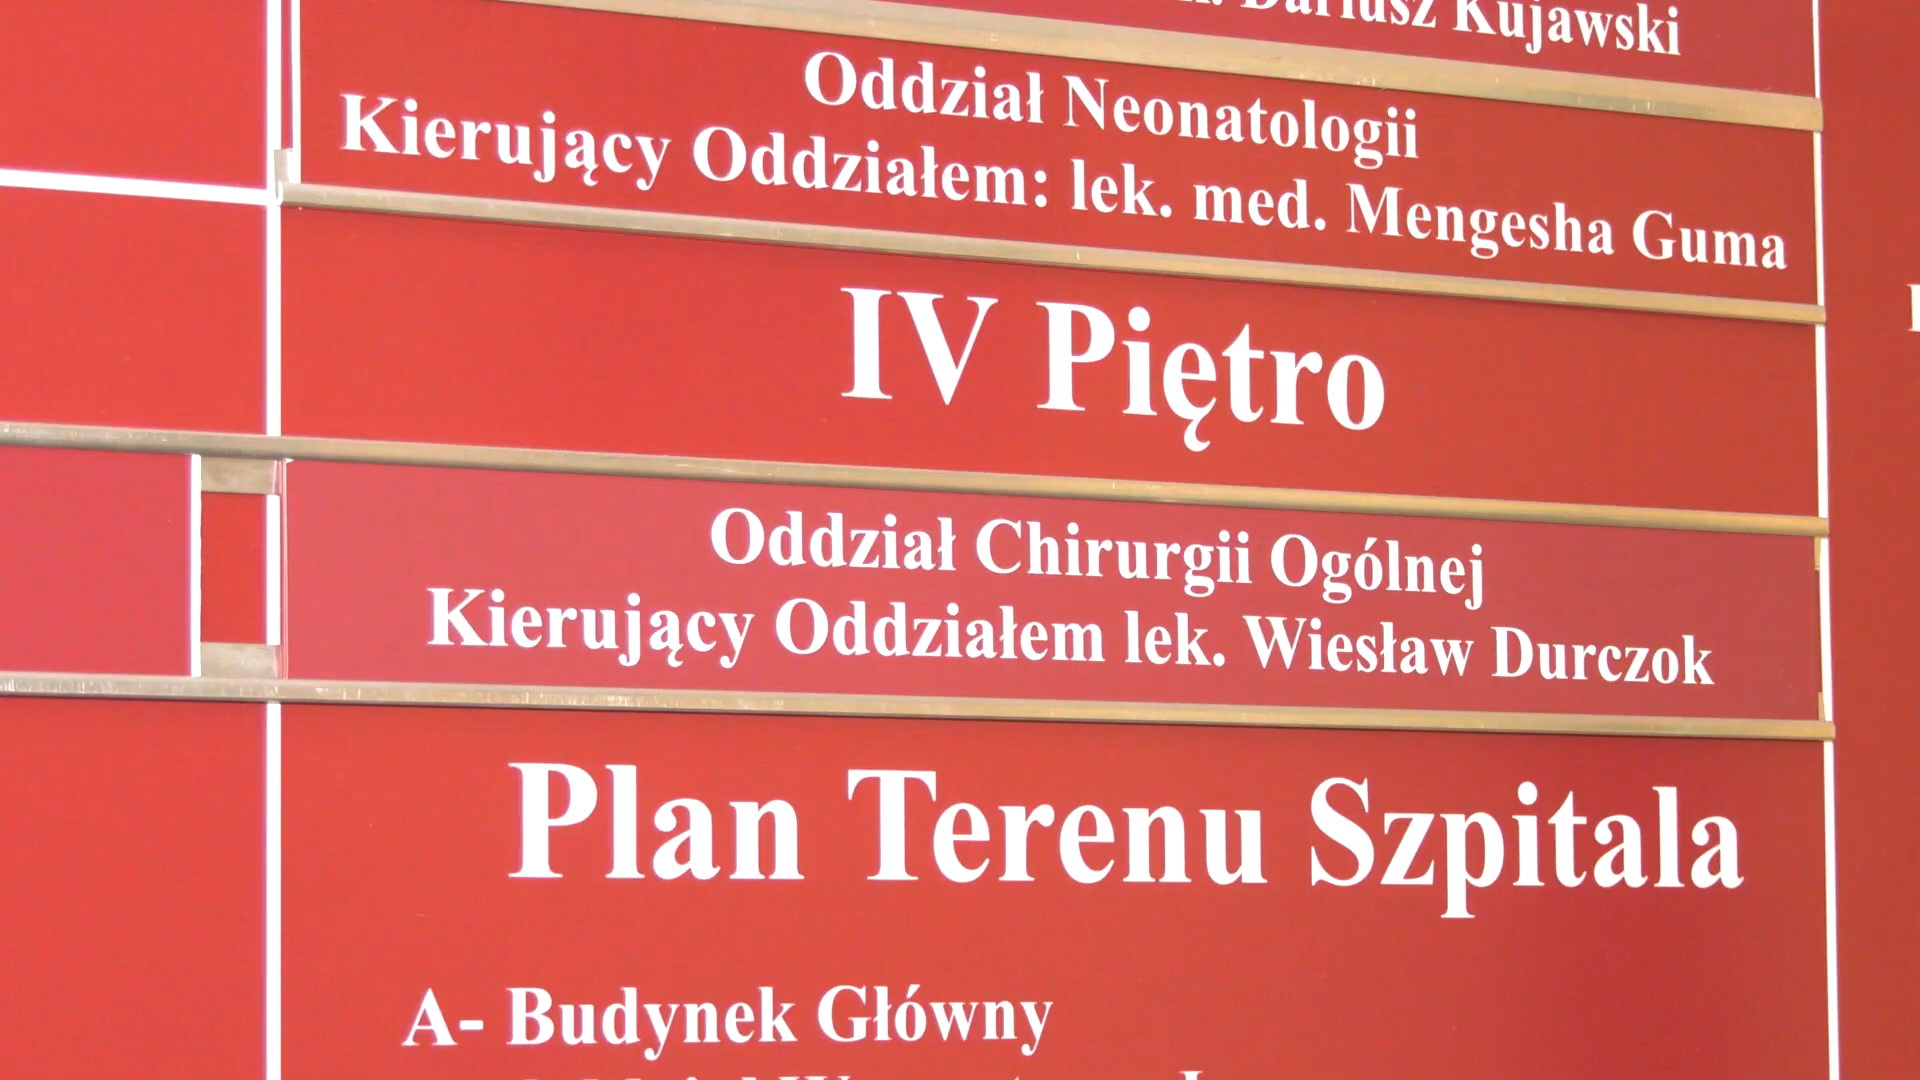 Dariusz Kujawski
Oddział Neonatologii
Kierujący Oddziałem: lek. med. Mengesha Guma
IV Piętro
Oddział Chirurgii Ogólnej
Kierujący Oddziałem lek. Wiesław Durczok
Plan Terenu Szpitala
A- Budynek Główny